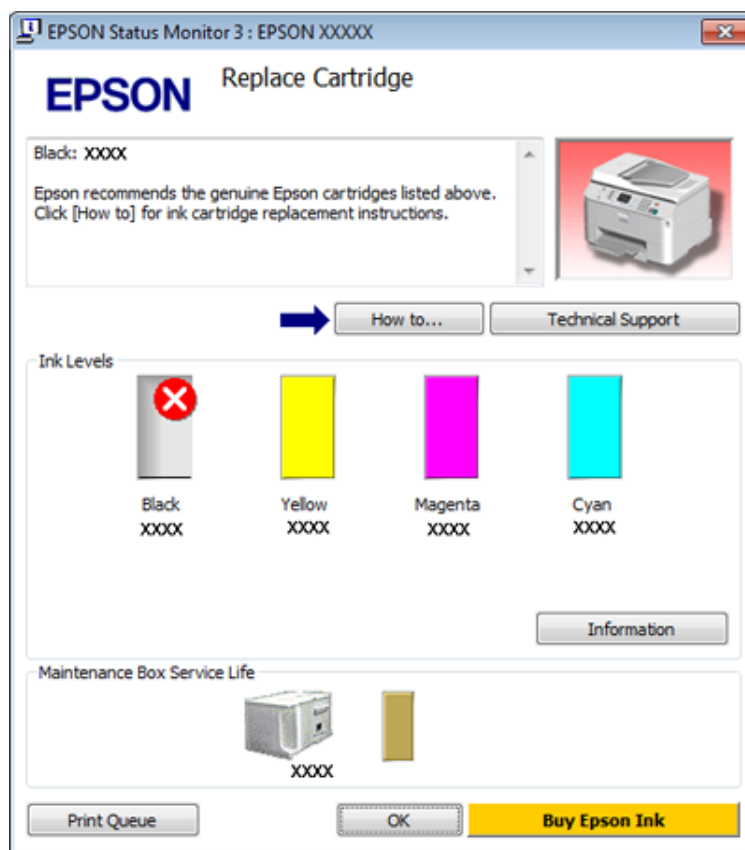 EPSON Status Monitor 3 : EPSON XXXXX
EPSON
Replace Cartridge
Black: XXXX
Epson recommends the genuine Epson cartridges listed above.
Click [How to] for ink cartridge replacement instructions.
How to...
Technical Support
Ink Levels
Black
Yellow
Magenta
Cyan
XXXX
XXXX
XXXX
XXXX
Information
Maintenance Box Service Life
XXXX
Print Queue
OK
Buy Epson Ink